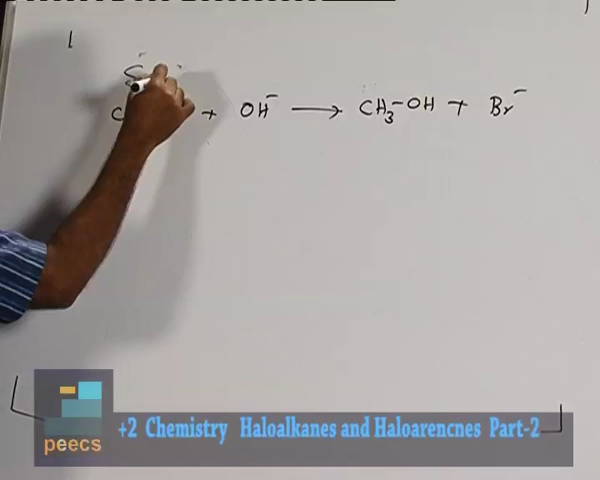 C + OH⁻ ⟶ CH₃-OH + Br⁻
peecs
+2 Chemistry Haloalkanes and Haloarencnes Part-2